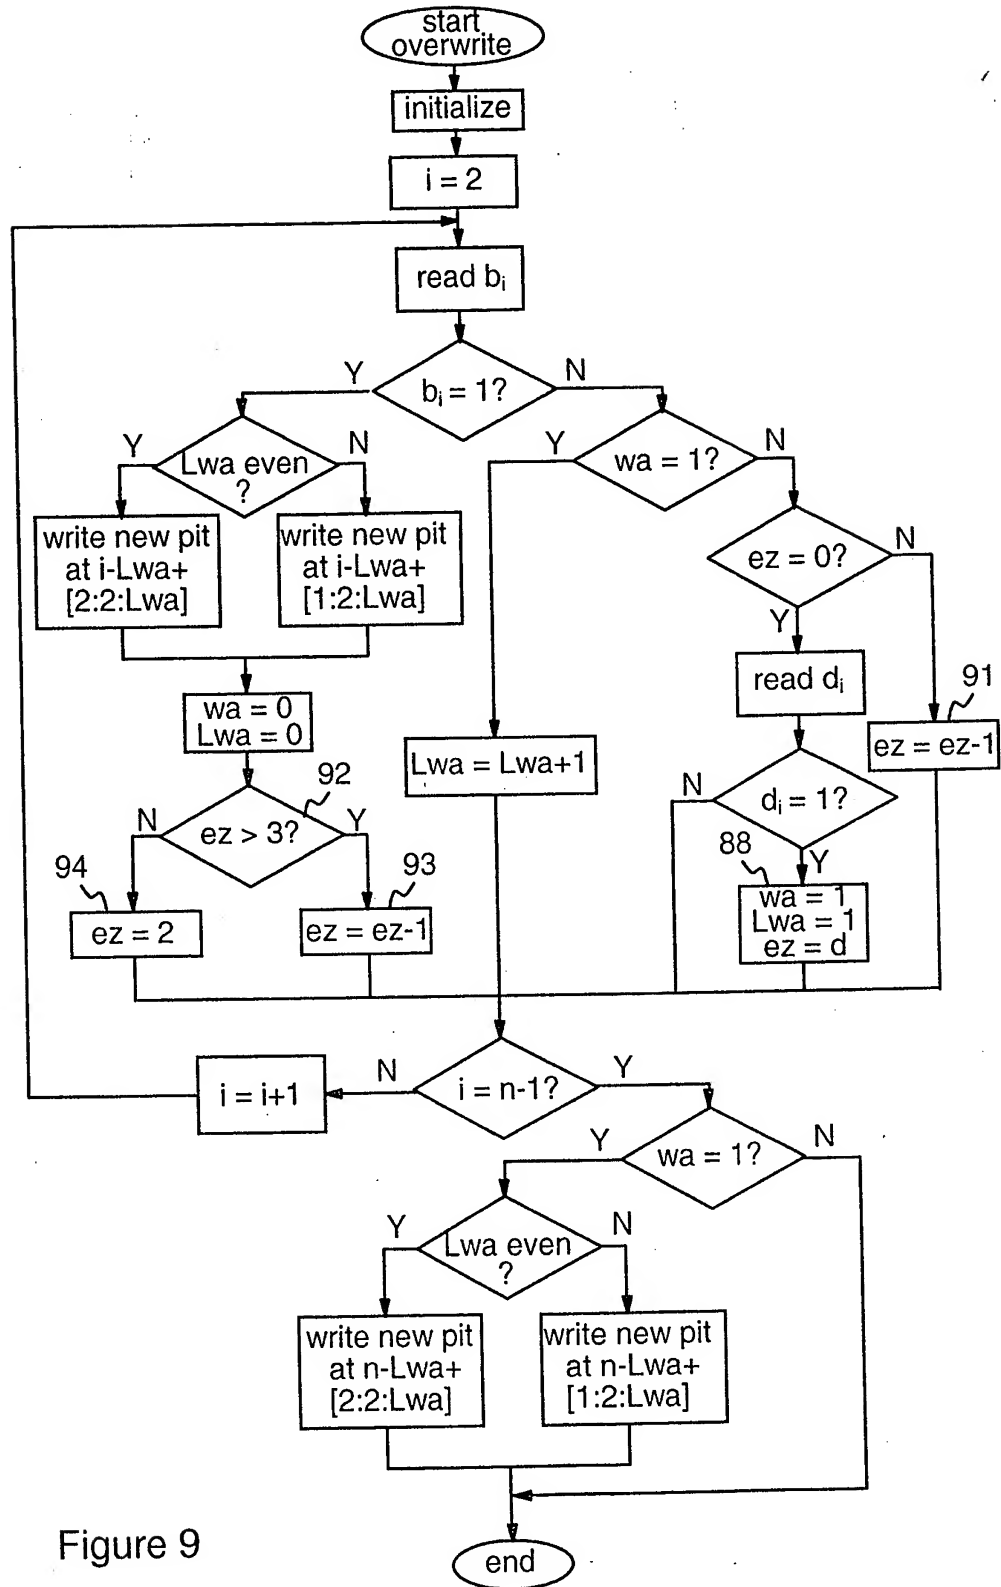 start
overwrite
initialize
i = 2
read bᵢ
Y
bᵢ = 1?
N
Y
Lwa even
?
N
Y
wa = 1?
N
write new pit
at i-Lwa+
[2:2:Lwa]
write new pit
at i-Lwa+
[1:2:Lwa]
ez = 0?
N
Y
read dᵢ
91
ez = ez-1
wa = 0
Lwa = 0
Lwa = Lwa+1
N
dᵢ = 1?
Y
92
N
ez > 3?
Y
88
wa = 1
Lwa = 1
ez = d
94
ez = 2
93
ez = ez-1
i = i+1
N
i = n-1?
Y
Y
wa = 1?
N
Y
Lwa even
?
N
write new pit
at n-Lwa+
[2:2:Lwa]
write new pit
at n-Lwa+
[1:2:Lwa]
end
Figure 9